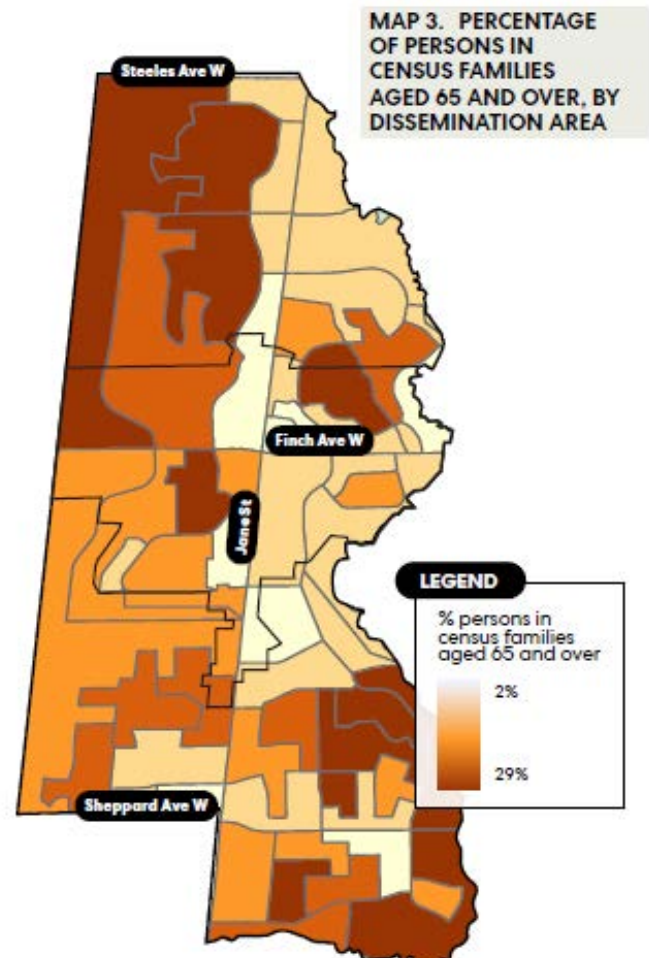 MAP 3. PERCENTAGE
OF PERSONS IN
CENSUS FAMILIES
AGED 65 AND OVER, BY
DISSEMINATION AREA
Steeles Ave W
Finch Ave W
Jane St
LEGEND
% persons in
census families
aged 65 and over
2%
29%
Sheppard Ave W